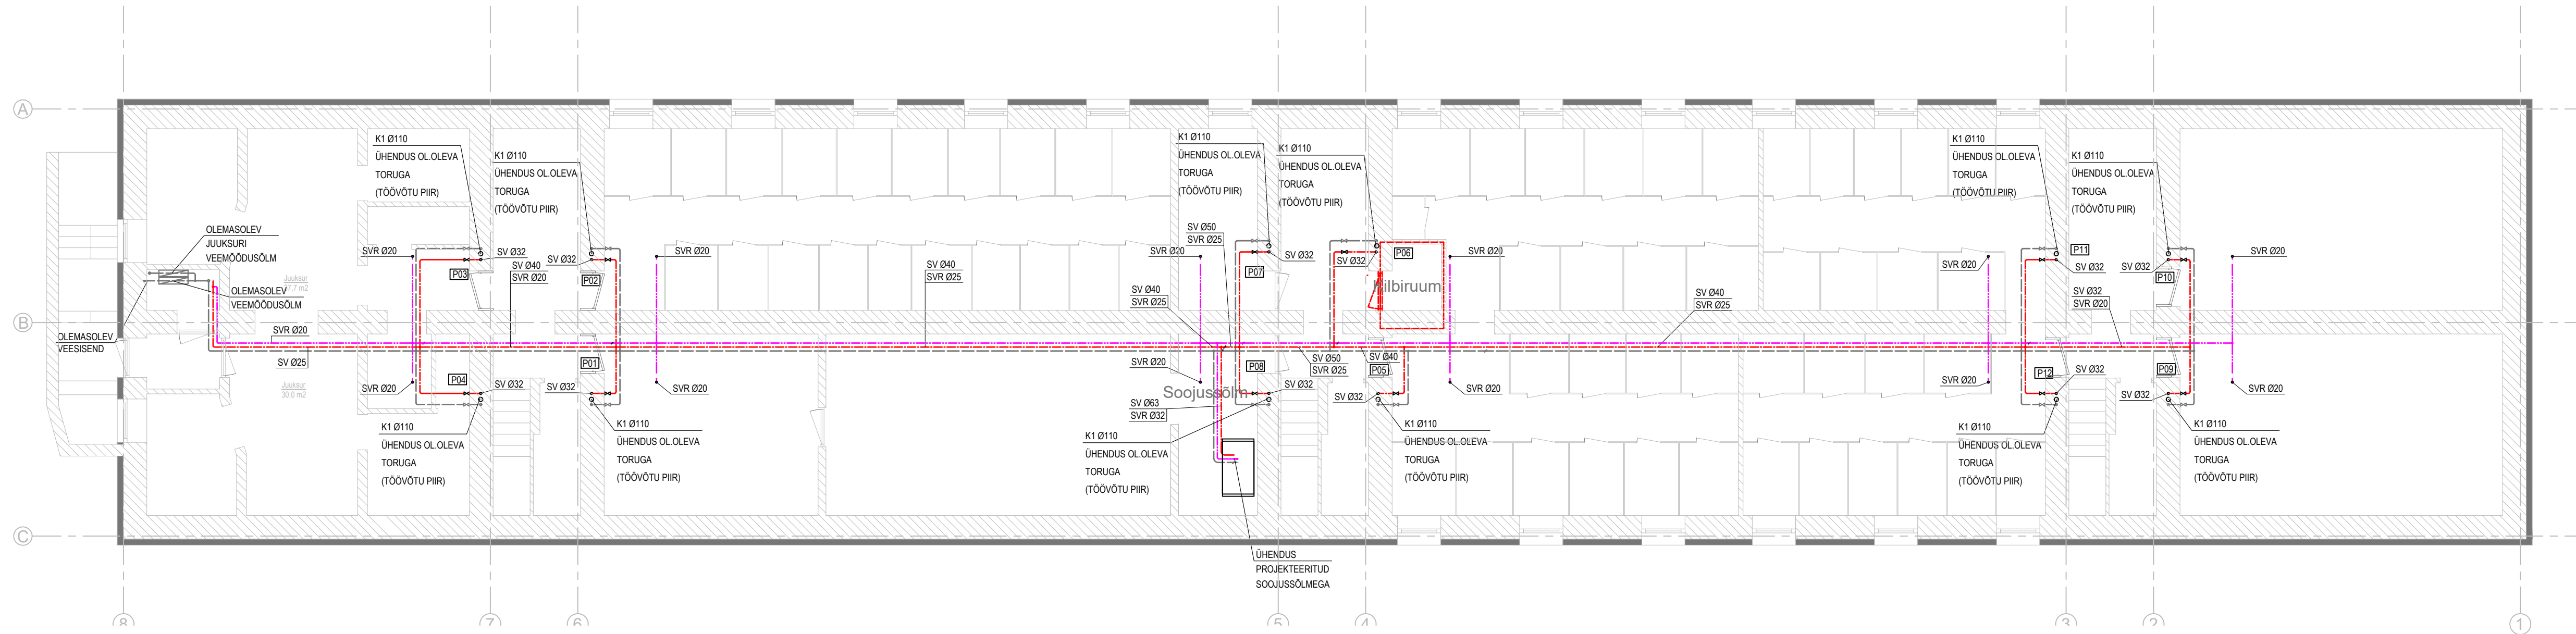 A
K1 Ø110
ÜHENDUS OL.OLEVA
TORUGA
(TÖÖVÕTU PIIR)
K1 Ø110
ÜHENDUS OL.OLEVA
TORUGA
(TÖÖVÕTU PIIR)
K1 Ø110
ÜHENDUS OL.OLEVA
TORUGA
(TÖÖVÕTU PIIR)
K1 Ø110
ÜHENDUS OL.OLEVA
TORUGA
(TÖÖVÕTU PIIR)
K1 Ø110
ÜHENDUS OL.OLEVA
TORUGA
(TÖÖVÕTU PIIR)
K1 Ø110
ÜHENDUS OL.OLEVA
TORUGA
(TÖÖVÕTU PIIR)
OLEMASOLEV
JUUKSURI
VEEMÕÕDUSÕLM
Juuksur
OLEMASOLEV
VEEMÕÕDUSÕLM
SVR Ø20
P03
SV Ø32
SV Ø40
SVR Ø20
SV Ø32
P02
SVR Ø20
SV Ø40
SVR Ø25
SVR Ø20
SV Ø50
SVR Ø25
P07
SV Ø32
SV Ø32
P06
SVR Ø20
Kilbiruum
SV Ø40
SVR Ø25
SV Ø40
SVR Ø25
SVR Ø20
P11
SV Ø32
SV Ø32
P10
SVR Ø20
SV Ø32
SVR Ø20
B
OLEMASOLEV
VEESISEND
SVR Ø20
SV Ø25
Juuksur
30.0 m2
SVR Ø20
P04
SV Ø32
SV Ø32
P01
SVR Ø20
SVR Ø20
P08
SV Ø32
SV Ø50
SVR Ø25
SV Ø40
P05
SV Ø32
SVR Ø20
SVR Ø20
P12
SV Ø32
SV Ø32
P09
SVR Ø20
Soojussõlm
SV Ø63
SVR Ø32
K1 Ø110
ÜHENDUS OL.OLEVA
TORUGA
(TÖÖVÕTU PIIR)
K1 Ø110
ÜHENDUS OL.OLEVA
TORUGA
(TÖÖVÕTU PIIR)
K1 Ø110
ÜHENDUS OL.OLEVA
TORUGA
(TÖÖVÕTU PIIR)
K1 Ø110
ÜHENDUS OL.OLEVA
TORUGA
(TÖÖVÕTU PIIR)
K1 Ø110
ÜHENDUS OL.OLEVA
TORUGA
(TÖÖVÕTU PIIR)
K1 Ø110
ÜHENDUS OL.OLEVA
TORUGA
(TÖÖVÕTU PIIR)
C
ÜHENDUS
PROJEKTEERITUD
SOOJUSSÕLMEGA
8
7
6
5
4
3
2
1